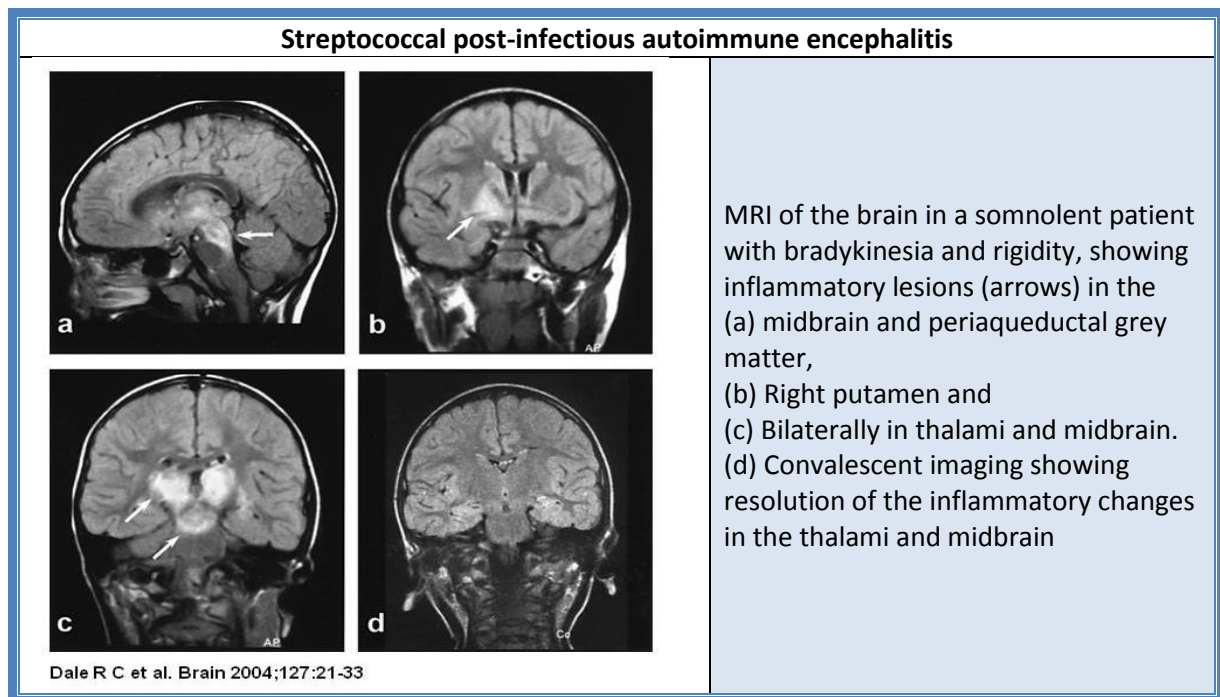 Streptococcal post-infectious autoimmune encephalitis
a
b
AP
c
AP
d
Co
Dale R C et al. Brain 2004;127:21-33
MRI of the brain in a somnolent patient
with bradykinesia and rigidity, showing
inflammatory lesions (arrows) in the
(a) midbrain and periaqueductal grey
matter,
(b) Right putamen and
(c) Bilaterally in thalami and midbrain.
(d) Convalescent imaging showing
resolution of the inflammatory changes
in the thalami and midbrain